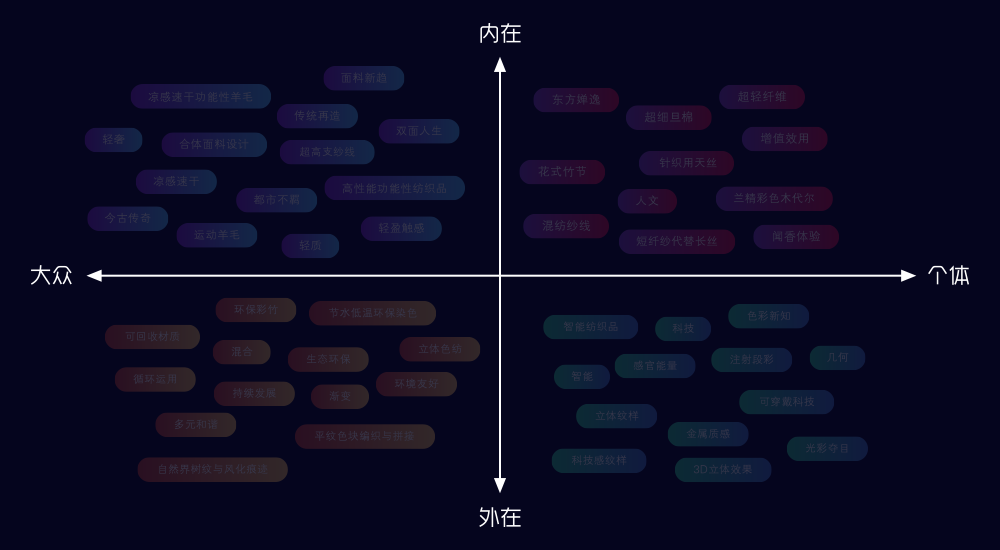 内在
面料新趋
凉感速干功能性羊毛
传统再造
轻奢
合体面料设计
超高支纱线
双面人生
凉感速干
都市不羁
高性能功能性纺织品
今古传奇
运动羊毛
轻质
轻盈触感
东方婵逸
超细旦棉
超轻纤维
增值效用
花式竹节
针织用天丝
人文
兰精彩色木代尔
混纺纱线
短纤纱代替长丝
闻香体验
大众
个体
环保彩竹
节水低温环保染色
可回收材质
混合
生态环保
立体色织
循环运用
持续发展
渐变
环境友好
多元和谐
平纹色块编织与拼接
自然界树纹与风化痕迹
智能纺织品
科技
色彩新知
智能
感官能量
注射段彩
几何
立体纹样
可穿戴科技
金属质感
光彩夺目
科技感纹样
3D立体效果
外在